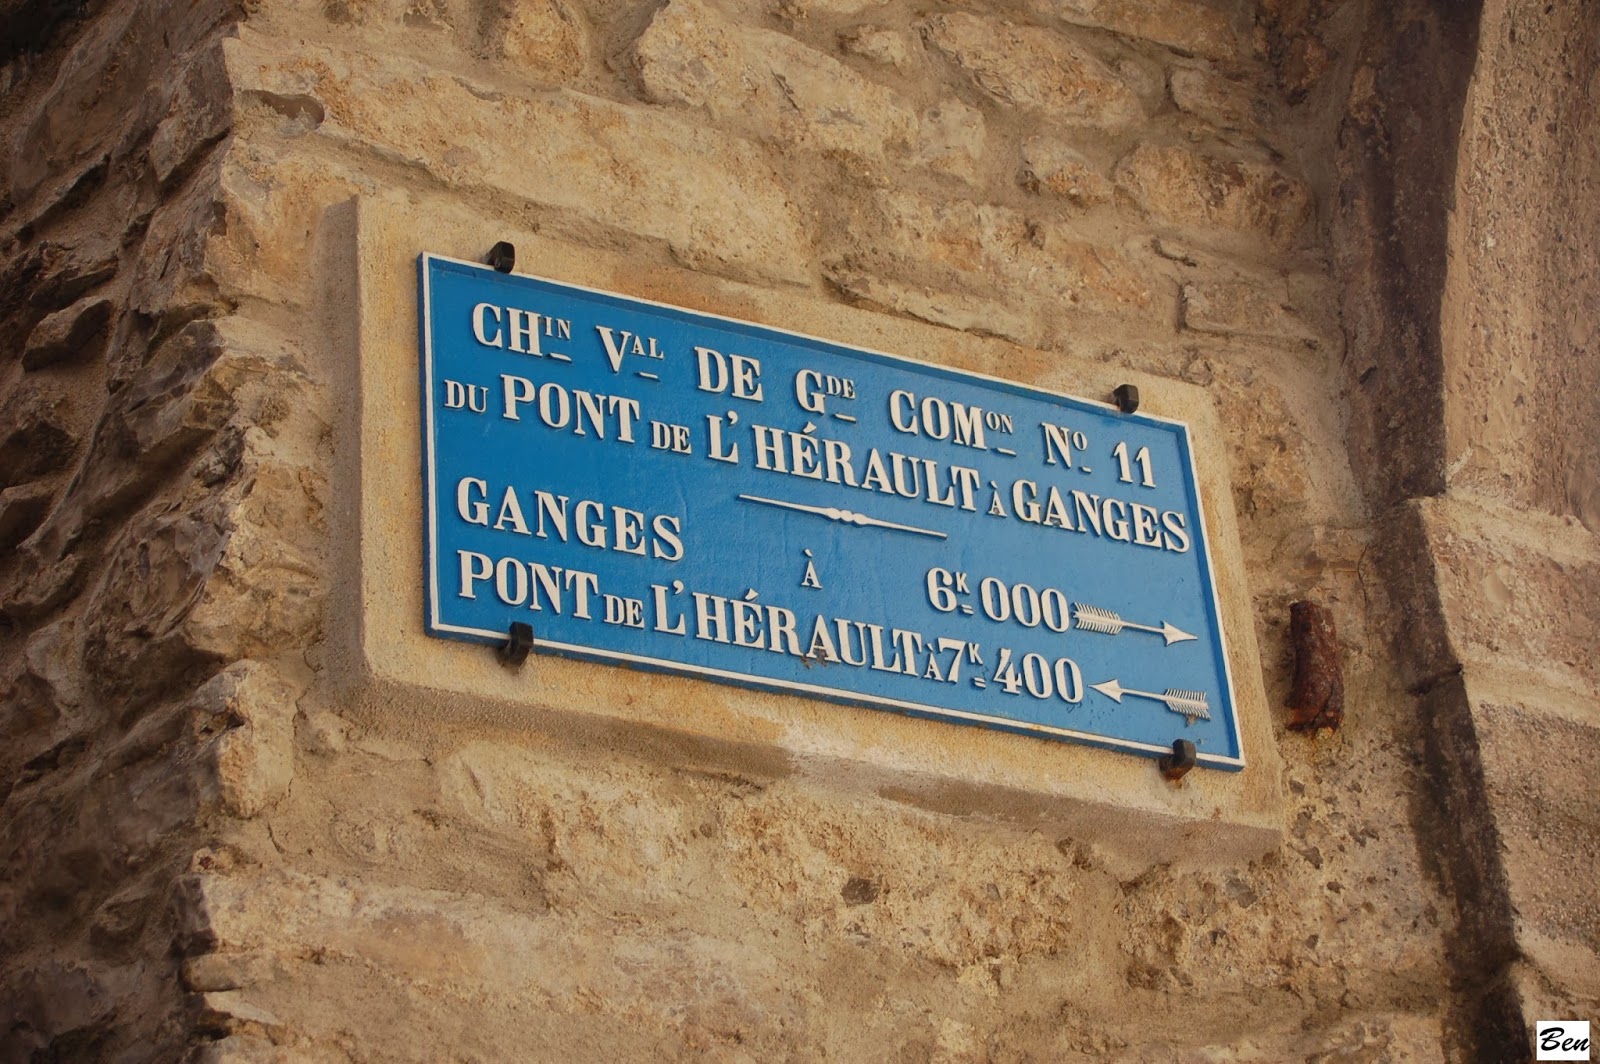 CHIN VAL DE GDE COMON NO 11
DU PONT DE L'HÉRAULT À GANGES
GANGES À 6K 000
PONT DE L'HÉRAULT À 7K 400
Ben